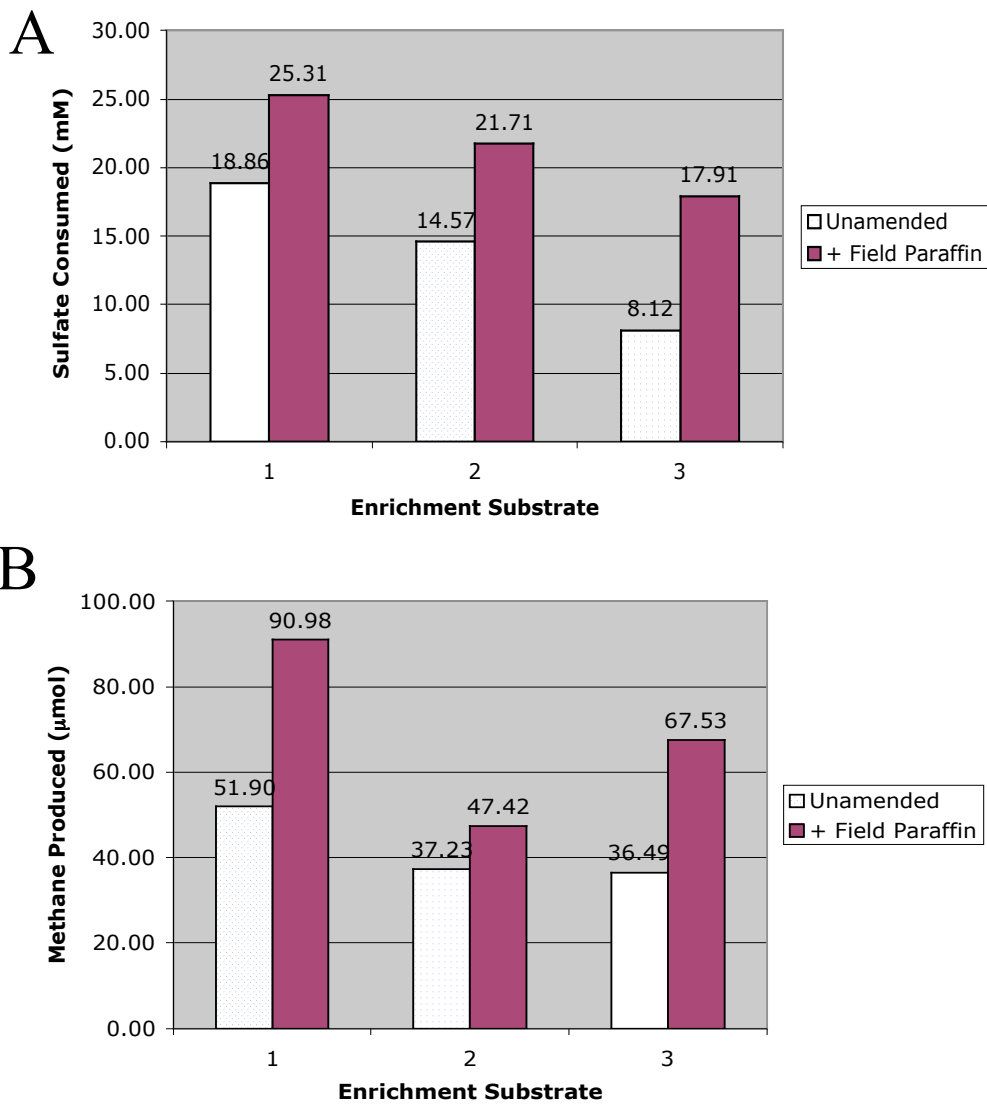 A
30.00
25.00
20.00
15.00
10.00
5.00
0.00
Sulfate Consumed (mM)
18.86
25.31
14.57
21.71
8.12
17.91
1 2 3
Enrichment Substrate
Unamended
+ Field Paraffin
B
100.00
80.00
60.00
40.00
20.00
0.00
Methane Produced (µmol)
51.90
90.98
37.23
47.42
36.49
67.53
1 2 3
Enrichment Substrate
Unamended
+ Field Paraffin